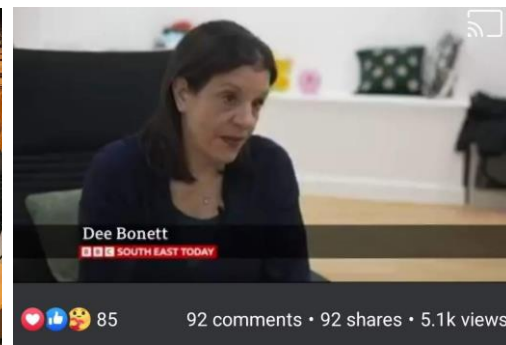 Dee Bonett
BBC SOUTH EAST TODAY
85 92 comments • 92 shares • 5.1k views